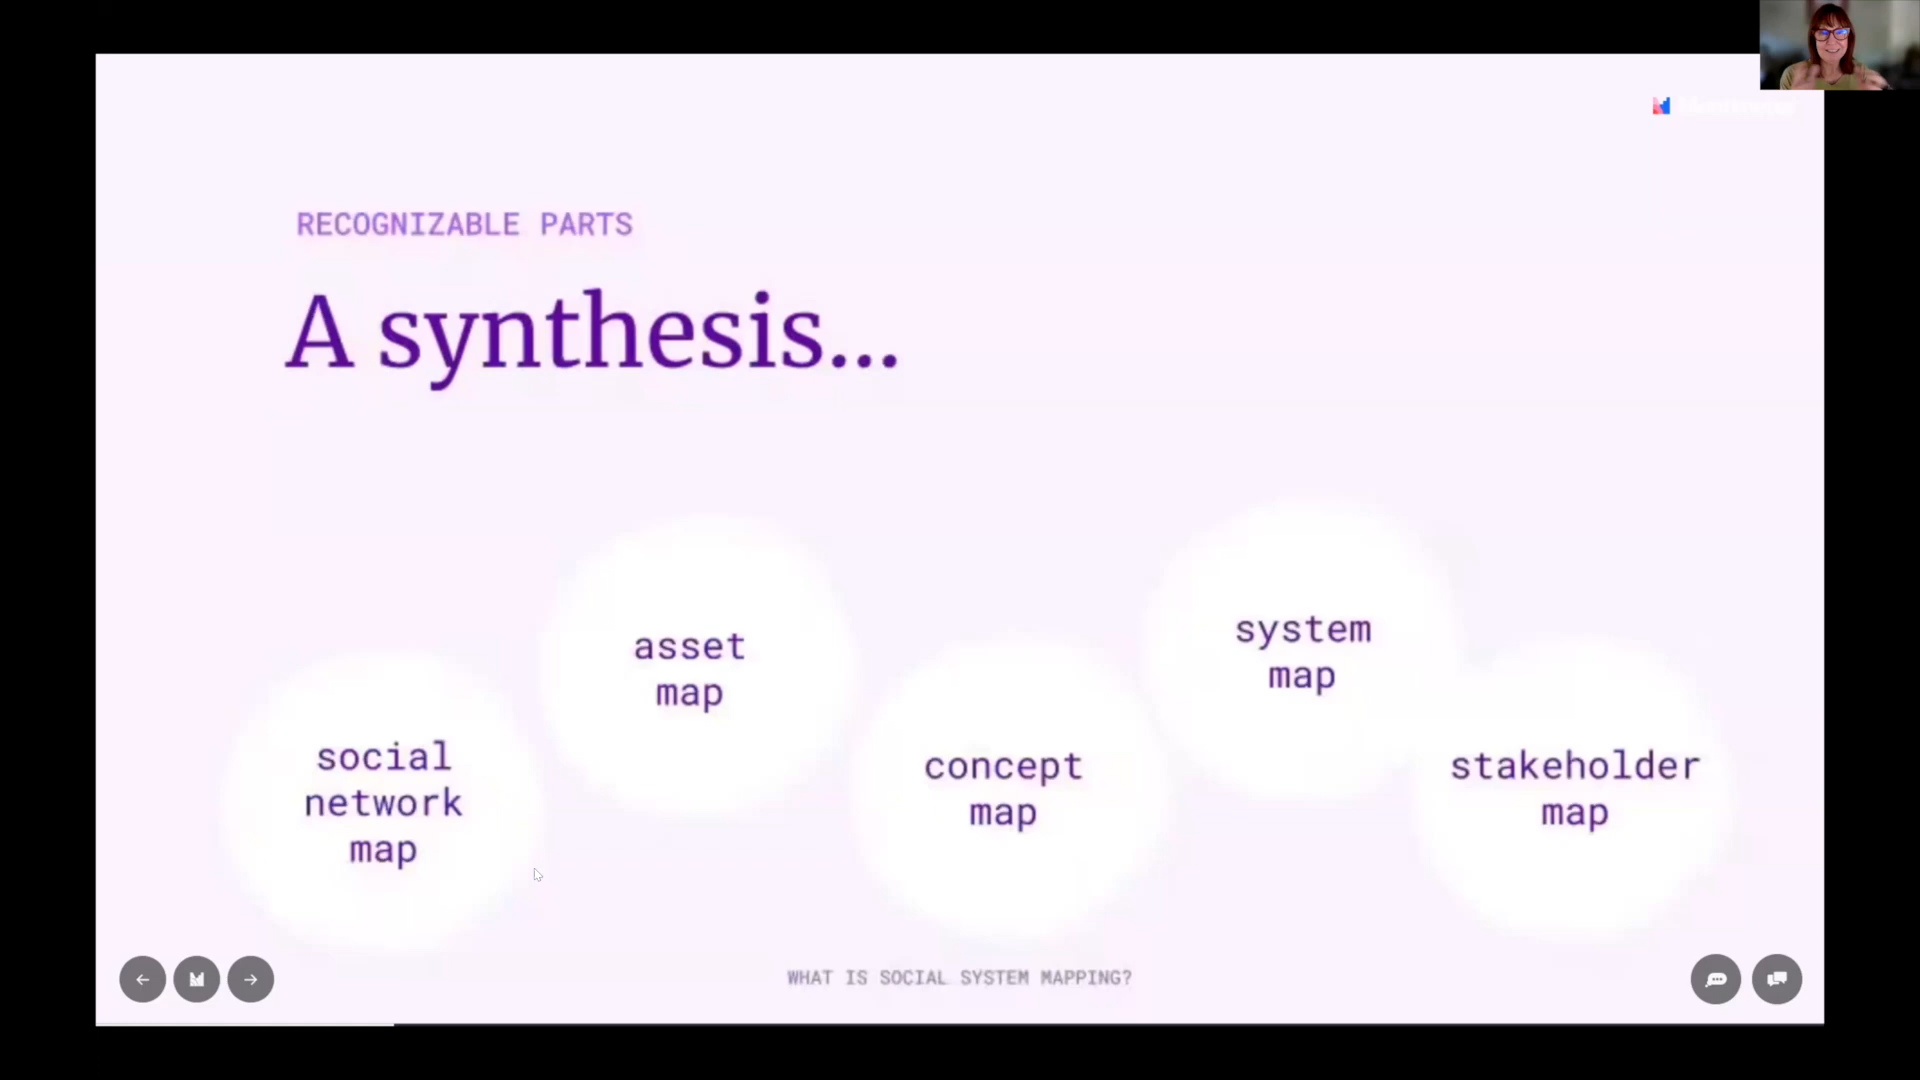 RECOGNIZABLE PARTS
A synthesis...
social
network
map
asset
map
concept
map
system
map
stakeholder
map
WHAT IS SOCIAL SYSTEM MAPPING?